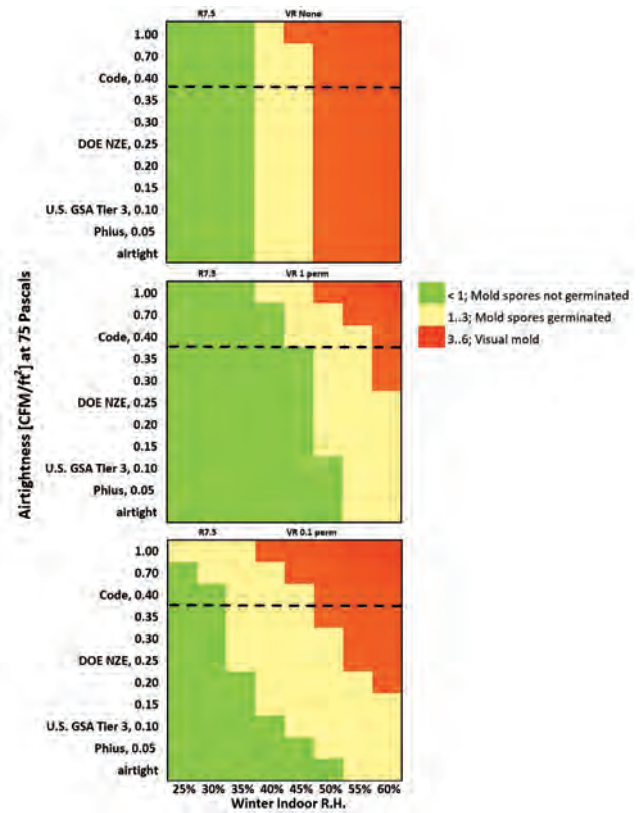 R7.5 VR None
1.00
0.70
Code, 0.40
0.35
0.30
DOE NZE, 0.25
0.20
0.15
U.S. GSA Tier 3, 0.10
Phius, 0.05
airtight
R7.5 VR 1 perm
1.00
0.70
Code, 0.40
0.35
0.30
DOE NZE, 0.25
0.20
0.15
U.S. GSA Tier 3, 0.10
Phius, 0.05
airtight
R7.5 VR 0.1 perm
1.00
0.70
Code, 0.40
0.35
0.30
DOE NZE, 0.25
0.20
0.15
U.S. GSA Tier 3, 0.10
Phius, 0.05
airtight
25% 30% 35% 40% 45% 50% 55% 60%
Winter Indoor R.H.
Airtightness [CFM/ft²] at 75 Pascals
< 1; Mold spores not germinated
1..3; Mold spores germinated
3..6; Visual mold